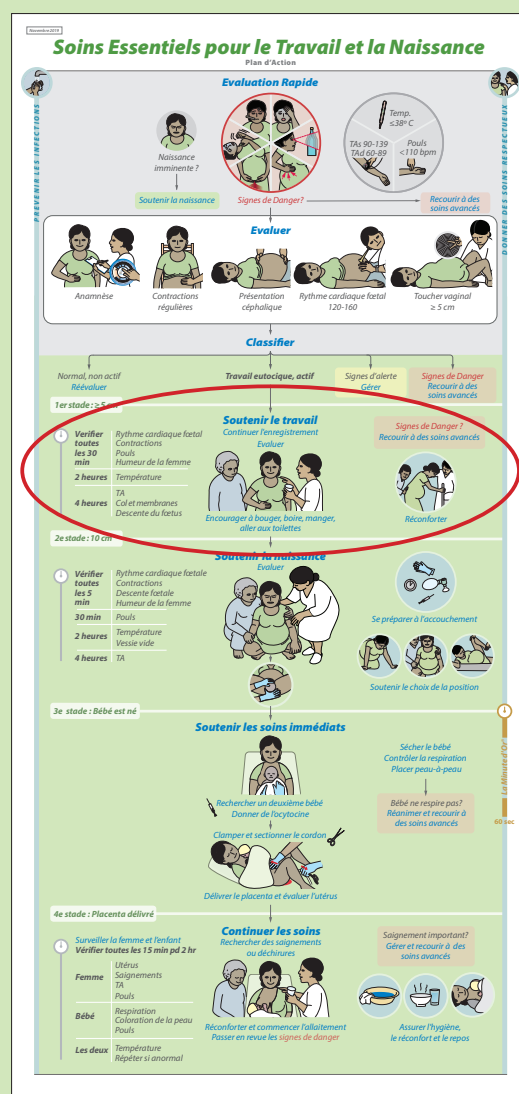 Novembre 2019
Soins Essentiels pour le Travail et la Naissance
Plan d'Action
PREVENIR LES INFECTIONS
DONNER DES SOINS RESPECTUEUX
Evaluation Rapide
Temp.
≤38º C
TAs 90-139
TAd 60-89
Pouls
<110 bpm
Naissance
imminente ?
Soutenir la naissance
Signes de Danger?
Recourir à des
soins avancés
Evaluer
Anamnèse
Contractions
régulières
Présentation
céphalique
Rythme cardiaque fœtal
120-160
Toucher vaginal
≥ 5 cm
Classifier
Normal, non actif
Réévaluer
Travail eutocique, actif
Signes d'alerte
Gérer
Signes de Danger
Recourir à des
soins avancés
1er stade : ≥ 5 cm
Soutenir le travail
Continuer l'enregistrement
Evaluer
Vérifier
toutes
les 30
min
Rythme cardiaque fœtal
Contractions
Pouls
Humeur de la femme
2 heures
Température
4 heures
TA
Col et membranes
Descente du fœtus
Encourager à bouger, boire, manger,
aller aux toilettes
Signes de Danger ?
Recourir à des soins avancés
Réconforter
2e stade : 10 cm
Soutenir la naissance
Evaluer
Vérifier
toutes
les 5
min
Rythme cardiaque fœtale
Contractions
Descente fœtale
Humeur de la femme
30 min
Pouls
2 heures
Température
Vessie vide
4 heures
TA
Se préparer à l'accouchement
Soutenir le choix de la position
3e stade : Bébé est né
Soutenir les soins immédiats
Rechercher un deuxième bébé
Donner de l'ocytocine
Clamper et sectionner le cordon
Délivrer le placenta et évaluer l'utérus
Sécher le bébé
Contrôler la respiration
Placer peau-à-peau
Bébé ne respire pas?
Réanimer et recourir à
des soins avancés
La Minute d'Or
60 sec
4e stade : Placenta délivré
Continuer les soins
Rechercher des saignements
ou déchirures
Surveiller la femme et l'enfant
Vérifier toutes les 15 min pd 2 hr
Femme
Utérus
Saignements
TA
Pouls
Bébé
Respiration
Coloration de la peau
Pouls
Les deux
Température
Répéter si anormal
Réconforter et commencer l'allaitement
Passer en revue les signes de danger
Saignement important?
Gérer et recourir à des
soins avancés
Assurer l'hygiène,
le réconfort et le repos